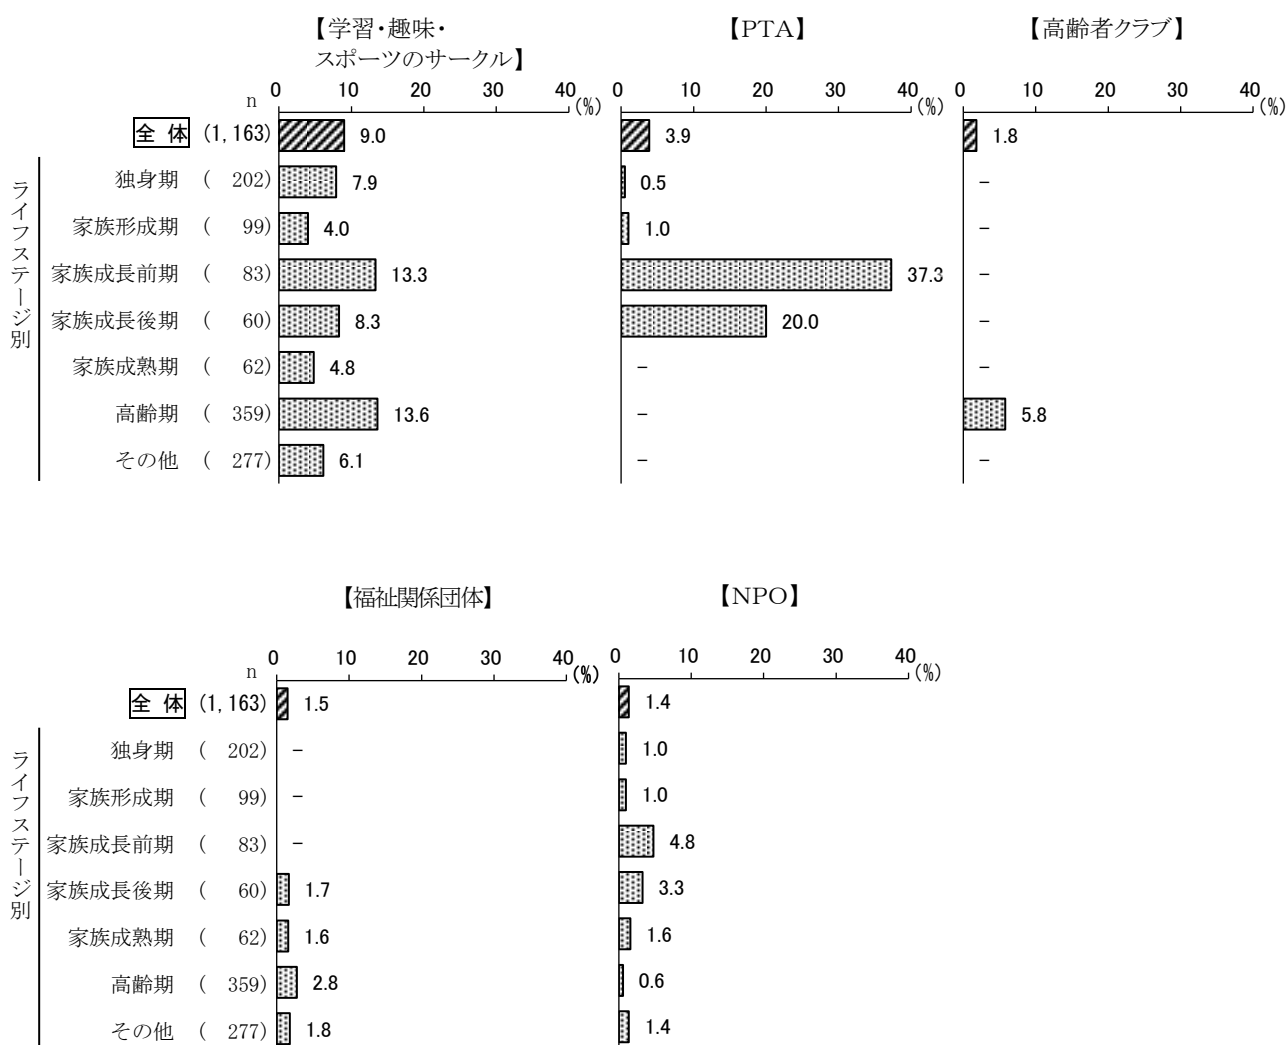 【学習・趣味・
スポーツのサークル】
【PTA】
【高齢者クラブ】
n 0 10 20 30 40(%) 0 10 20 30 40(%) 0 10 20 30 40(%)
全 体 (1,163) 9.0 3.9 1.8
ライフステージ別
独身期 ( 202) 7.9 0.5 –
家族形成期 ( 99) 4.0 1.0 –
家族成長前期 ( 83) 13.3 37.3 –
家族成長後期 ( 60) 8.3 20.0 –
家族成熟期 ( 62) 4.8 – –
高齢期 ( 359) 13.6 – 5.8
その他 ( 277) 6.1 – –
【福祉関係団体】 【NPO】
n 0 10 20 30 40(%) 0 10 20 30 40(%)
全 体 (1,163) 1.5 1.4
ライフステージ別
独身期 ( 202) – 1.0
家族形成期 ( 99) – 1.0
家族成長前期 ( 83) – 4.8
家族成長後期 ( 60) 1.7 3.3
家族成熟期 ( 62) 1.6 1.6
高齢期 ( 359) 2.8 0.6
その他 ( 277) 1.8 1.4